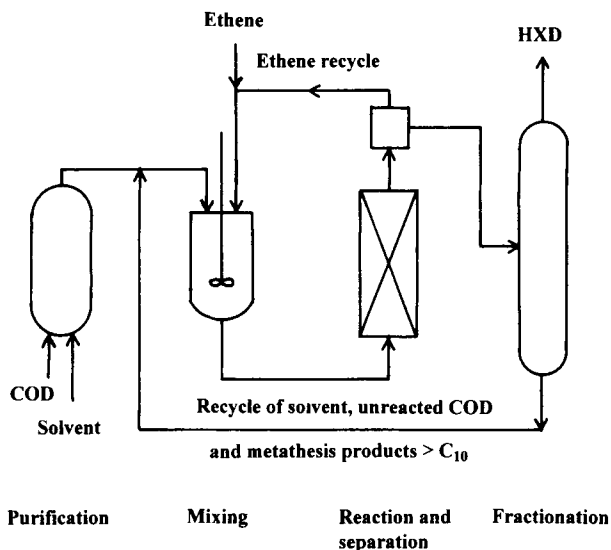 Ethene
HXD
Ethene recycle
COD
Solvent
Recycle of solvent, unreacted COD
and metathesis products > C10
Purification
Mixing
Reaction and
separation
Fractionation